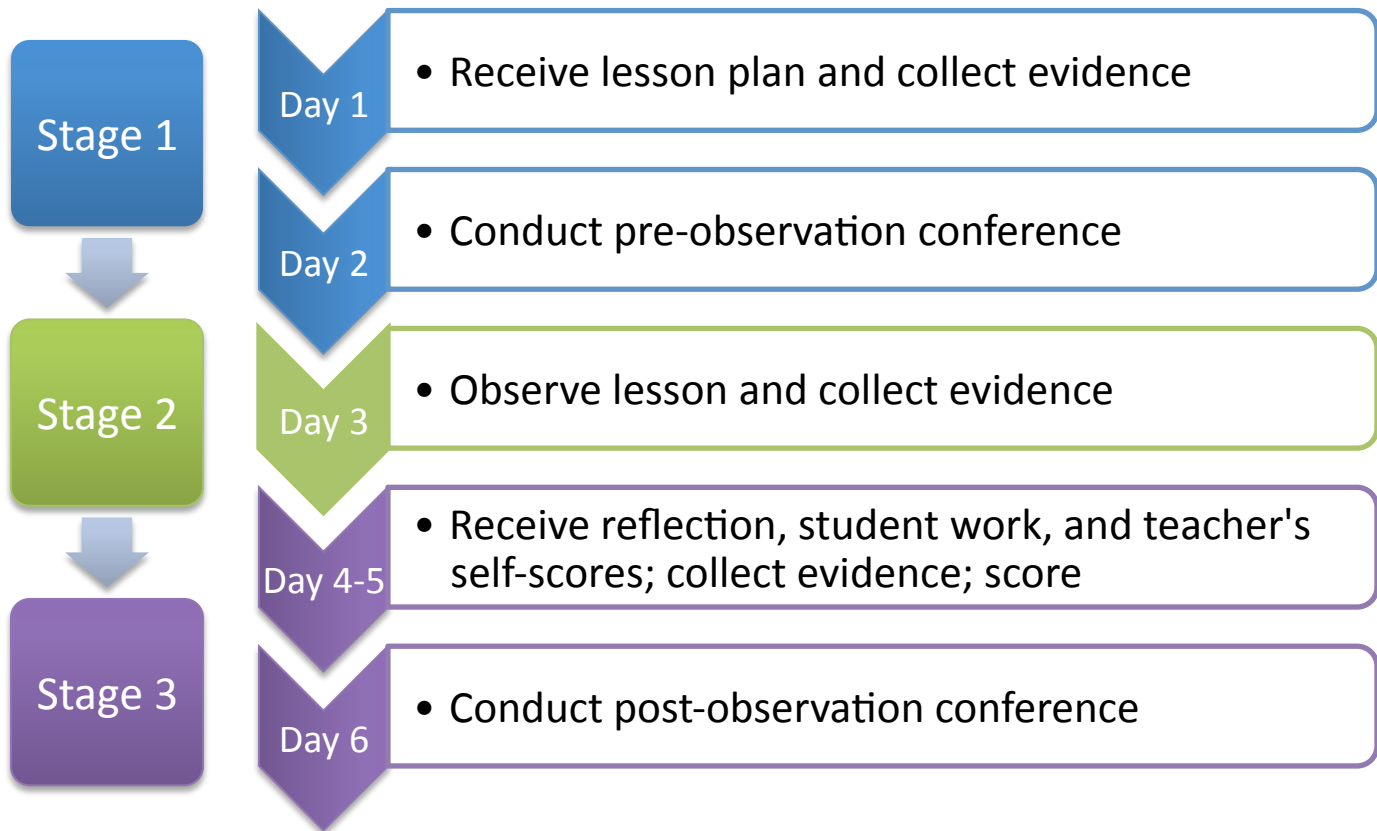 Stage 1
Stage 2
Stage 3
Day 1
• Receive lesson plan and collect evidence
Day 2
• Conduct pre-observation conference
Day 3
• Observe lesson and collect evidence
Day 4-5
• Receive reflection, student work, and teacher's
self-scores; collect evidence; score
Day 6
• Conduct post-observation conference